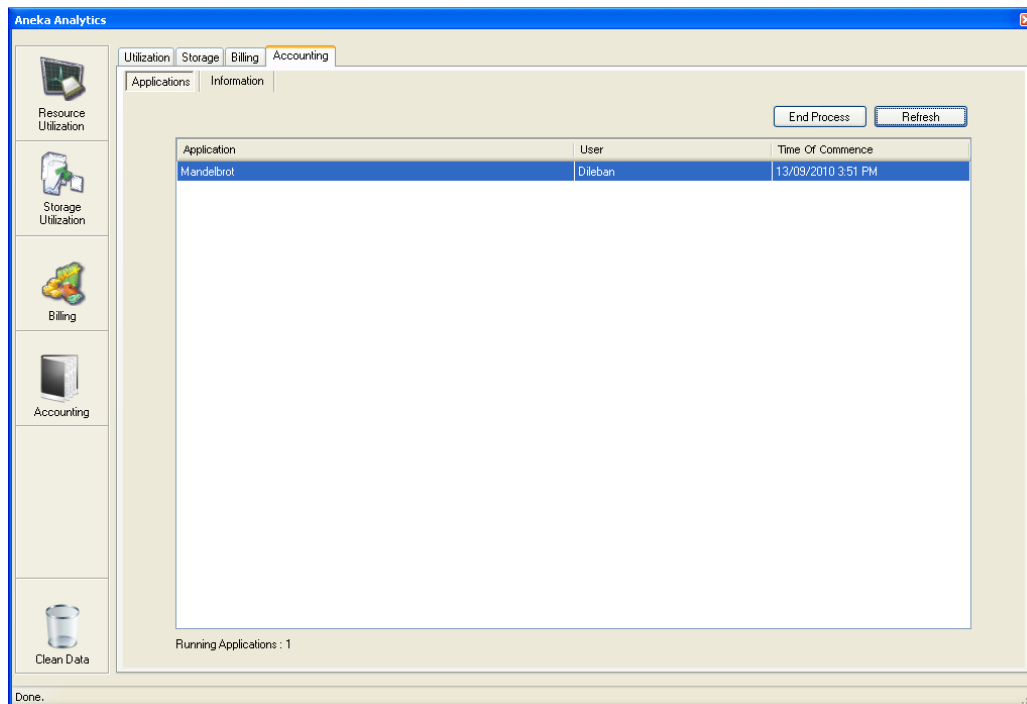 Aneka Analytics
Utilization Storage Billing Accounting
Applications Information
Resource
Utilization
Storage
Utilization
Billing
Accounting
Clean Data
End Process Refresh
Application User Time Of Commence
Mandelbrot Dileban 13/09/2010 3:51 PM
Running Applications : 1
Done.